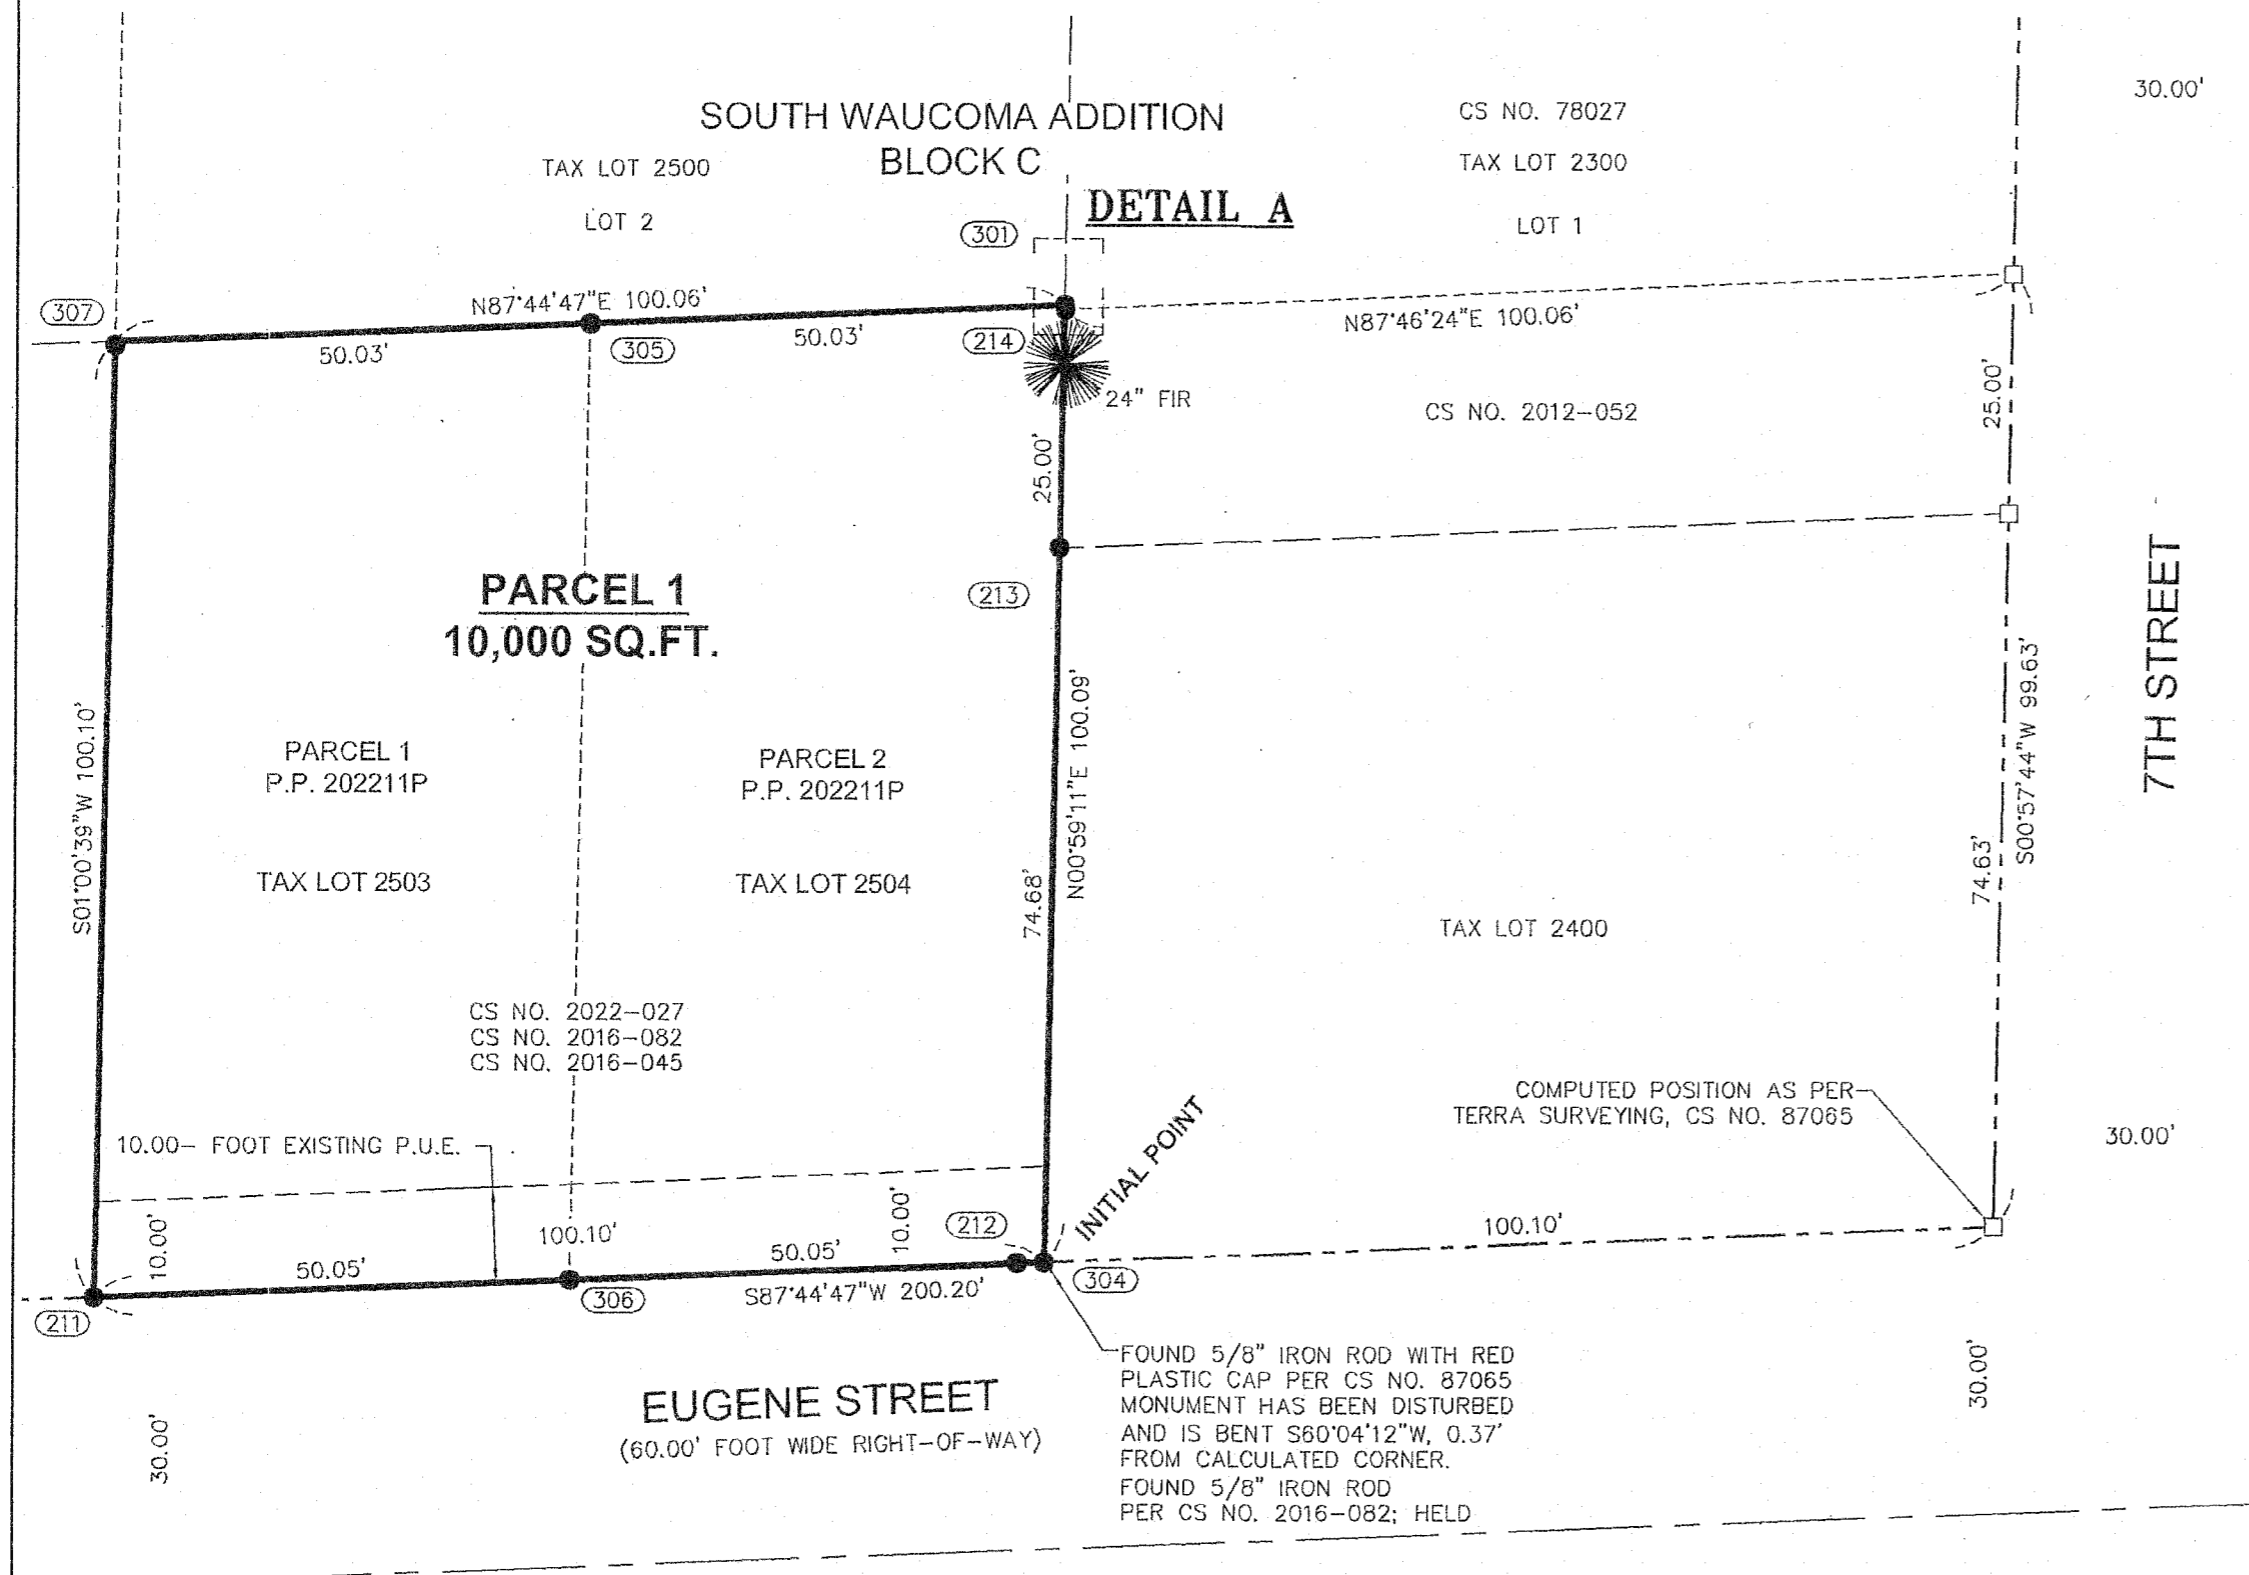 30.00'
SOUTH WAUCOMA ADDITION
BLOCK C
CS NO. 78027
TAX LOT 2500
TAX LOT 2300
DETAIL A
LOT 2
LOT 1
301
307
N87°44'47"E 100.06'
50.03'
305
50.03'
214
N87°46'24"E 100.06'
24" FIR
CS NO. 2012-052
25.00'
25.00'
PARCEL 1
10,000 SQ.FT.
213
7TH STREET
S01°00'39"W 100.10'
PARCEL 1
P.P. 202211P
PARCEL 2
P.P. 202211P
N00°59'11"E 100.09'
74.68'
S00°57'44"W 99.63'
74.63'
TAX LOT 2503
TAX LOT 2504
TAX LOT 2400
CS NO. 2022-027
CS NO. 2016-082
CS NO. 2016-045
COMPUTED POSITION AS PER
TERRA SURVEYING, CS NO. 87065
30.00'
10.00- FOOT EXISTING P.U.E.
INITIAL POINT
10.00'
100.10'
10.00'
212
100.10'
50.05'
50.05'
211
306
S87°44'47"W 200.20'
304
EUGENE STREET
(60.00' FOOT WIDE RIGHT-OF-WAY)
30.00'
FOUND 5/8" IRON ROD WITH RED
PLASTIC CAP PER CS NO. 87065
MONUMENT HAS BEEN DISTURBED
AND IS BENT S60°04'12"W, 0.37'
FROM CALCULATED CORNER.
FOUND 5/8" IRON ROD
PER CS NO. 2016-082; HELD
30.00'